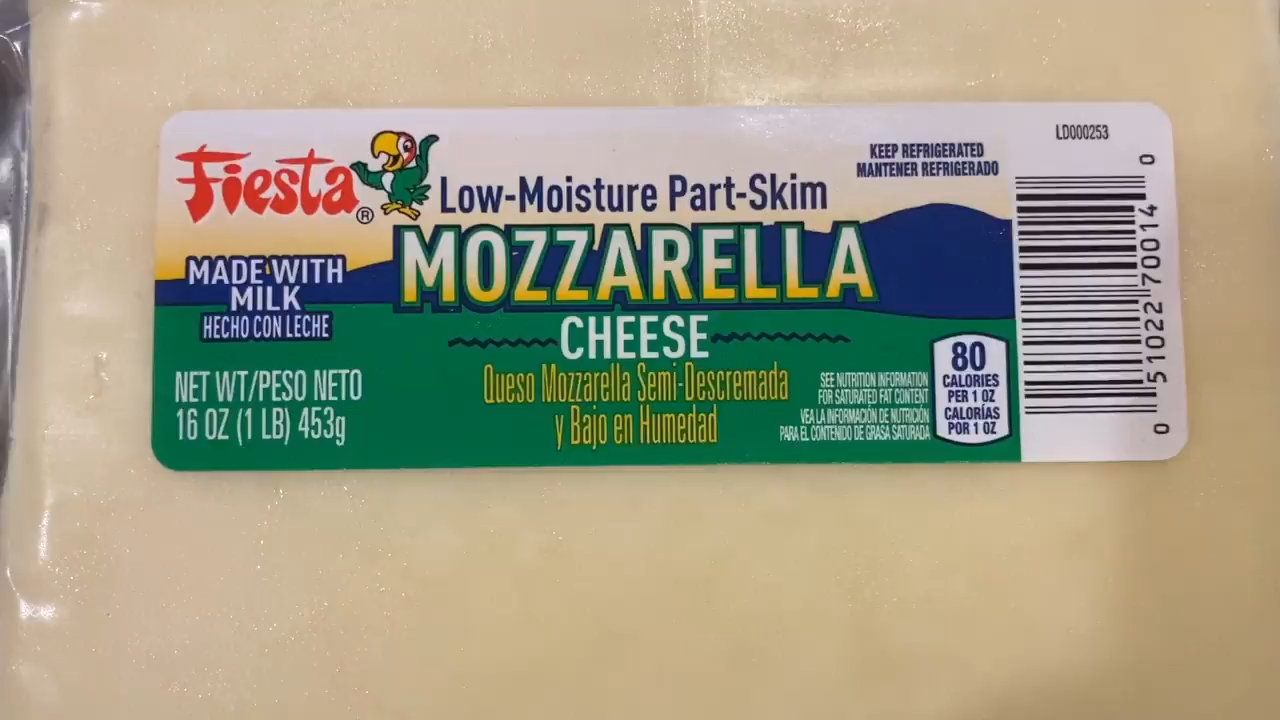 Fiesta®
Low-Moisture Part-Skim
MOZZARELLA
CHEESE
Queso Mozzarella Semi-Descremada
y Bajo en Humedad
MADE WITH
MILK
HECHO CON LECHE
NET WT/PESO NETO
16 OZ (1 LB) 453g
KEEP REFRIGERATED
MANTENER REFRIGERADO
SEE NUTRITION INFORMATION
FOR SATURATED FAT CONTENT
VEA LA INFORMACIÓN DE NUTRICIÓN
PARA EL CONTENIDO DE GRASA SATURADA
80
CALORIES
PER 1 OZ
CALORÍAS
POR 1 OZ
LD000253
0 51022 70014 0